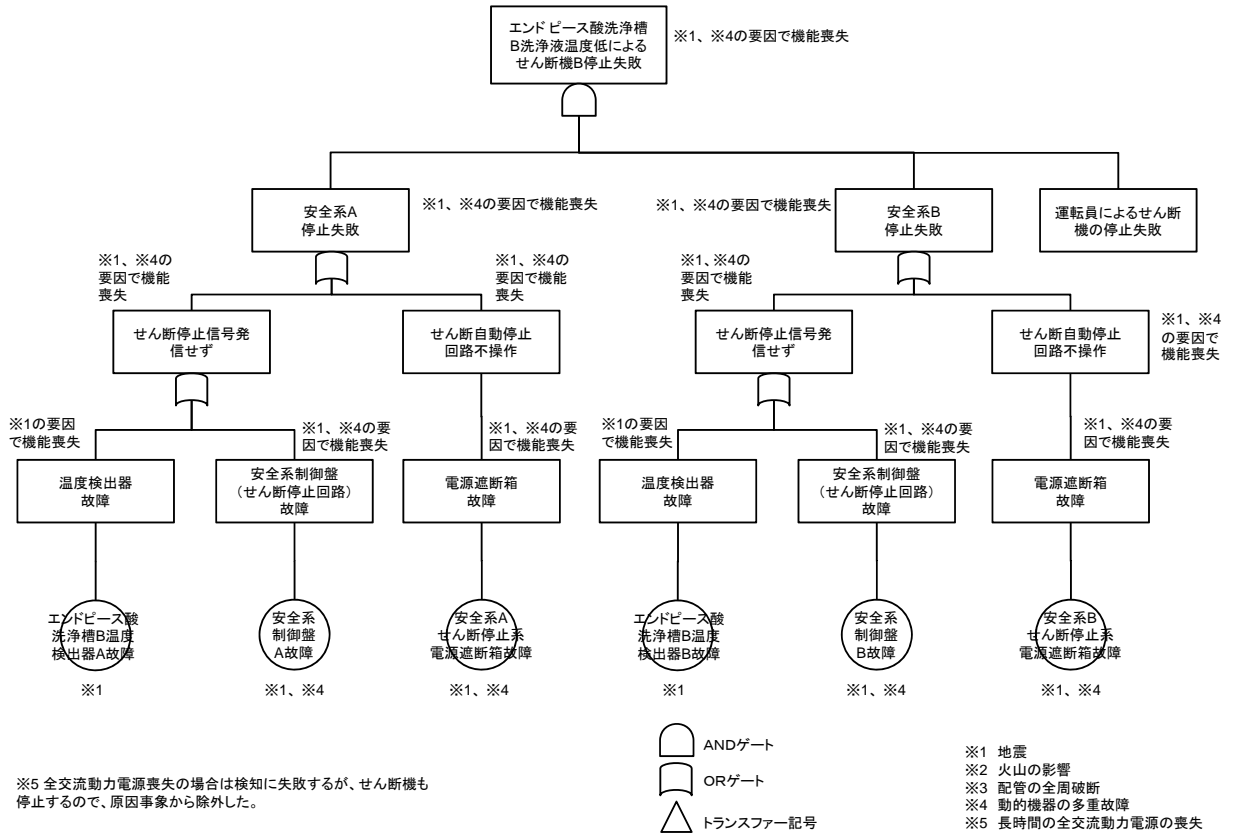 エンドピース酸洗浄槽
B洗浄液温度低による
せん断機B停止失敗
※1、※4の要因で機能喪失
安全系A
停止失敗
※1、※4の要因で機能喪失
※1、※4の要因で機能喪失
安全系B
停止失敗
運転員によるせん断
機の停止失敗
※1、※4の
要因で機能
喪失
※1、※4の
要因で機能
喪失
※1、※4の
要因で機能
喪失
せん断停止信号発
信せず
せん断自動停止
回路不操作
せん断停止信号発
信せず
せん断自動停止
回路不操作
※1、※4
の要因で
機能喪失
※1の要因
で機能喪失
※1、※4の要
因で機能喪失
※1、※4の要
因で機能喪失
※1の要因
で機能喪失
※1、※4の要
因で機能喪失
※1、※4の要
因で機能喪失
温度検出器
故障
安全系制御盤
(せん断停止回路)
故障
電源遮断箱
故障
温度検出器
故障
安全系制御盤
(せん断停止回路)
故障
電源遮断箱
故障
エンドピース酸
洗浄槽B温度
検出器A故障
安全系
制御盤
A故障
安全系A
せん断停止系
電源遮断箱故障
エンドピース酸
洗浄槽B温度
検出器B故障
安全系
制御盤
B故障
安全系B
せん断停止系
電源遮断箱故障
※1
※1、※4
※1、※4
※1
※1、※4
※1、※4
※5 全交流動力電源喪失の場合は検知に失敗するが、せん断機も
停止するので、原因事象から除外した。
ANDゲート
ORゲート
トランスファー記号
※1 地震
※2 火山の影響
※3 配管の全周破断
※4 動的機器の多重故障
※5 長時間の全交流動力電源の喪失